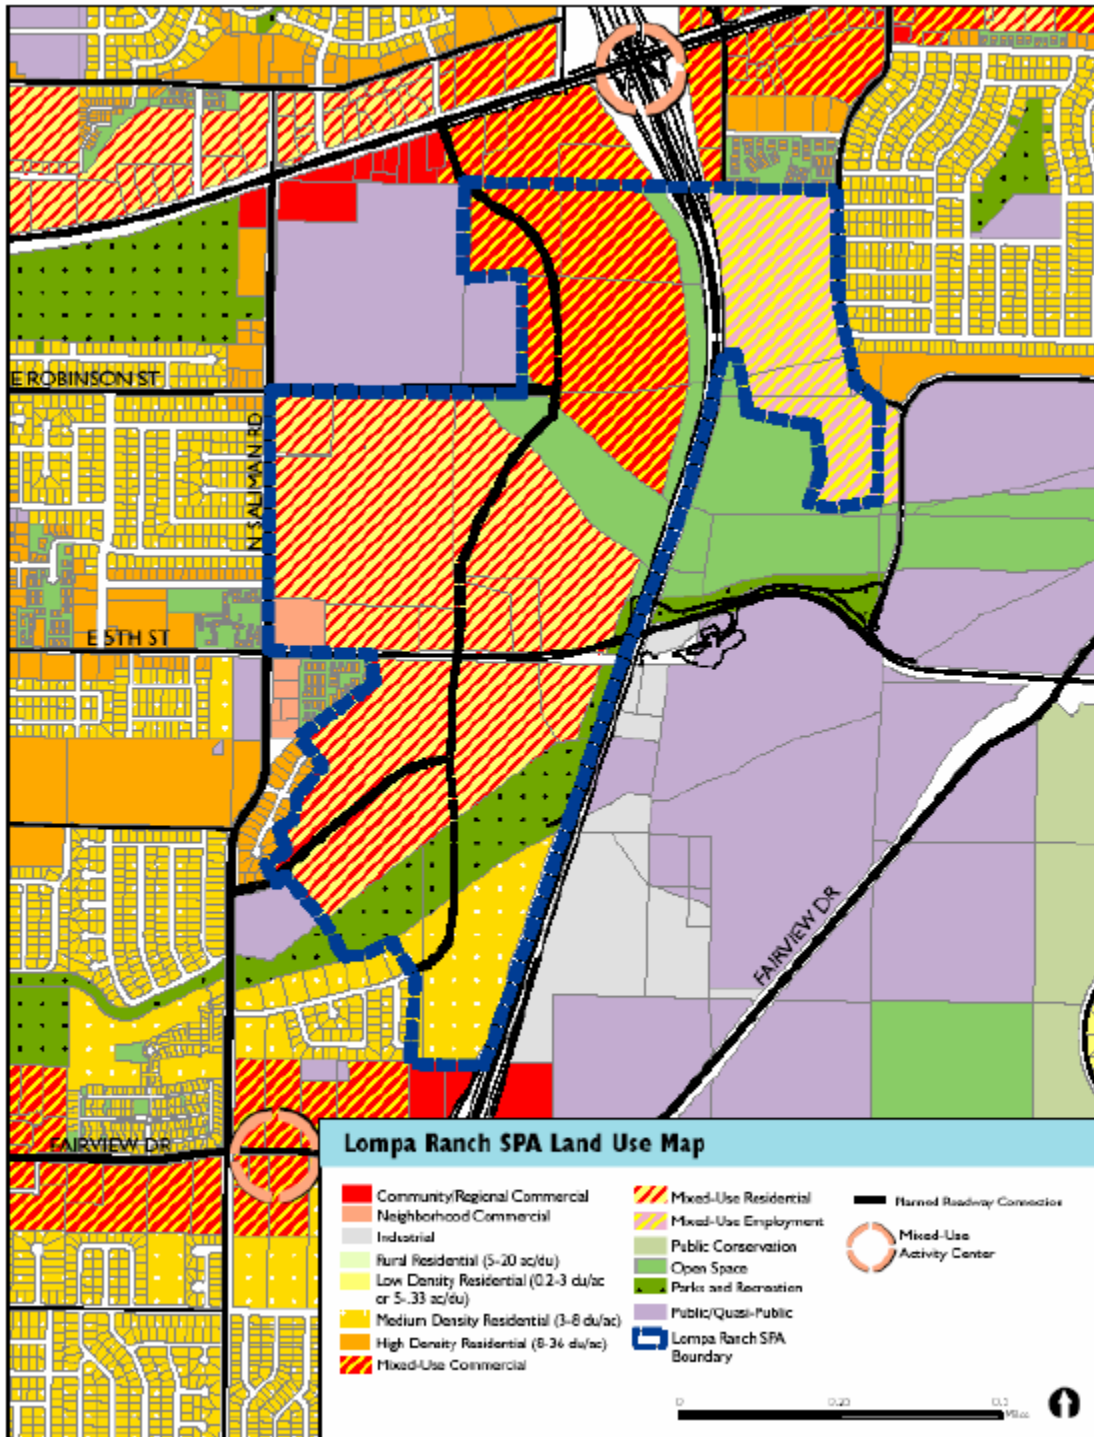 E ROBINSON ST
N SALIMAN RD
E 5TH ST
FAIRVIEW DR
FAIRVIEW DR
Lompa Ranch SPA Land Use Map
Community/Regional Commercial
Neighborhood Commercial
Industrial
Rural Residential (5-20 ac/du)
Low Density Residential (0.2-3 du/ac
or 5-.33 ac/du)
Medium Density Residential (3-8 du/ac)
High Density Residential (8-36 du/ac)
Mixed-Use Commercial
Mixed-Use Residential
Mixed-Use Employment
Public Conservation
Open Space
Parks and Recreation
Public/Quasi-Public
Lompa Ranch SPA
Boundary
Planned Roadway Connection
Mixed-Use
Activity Center
0
Miles